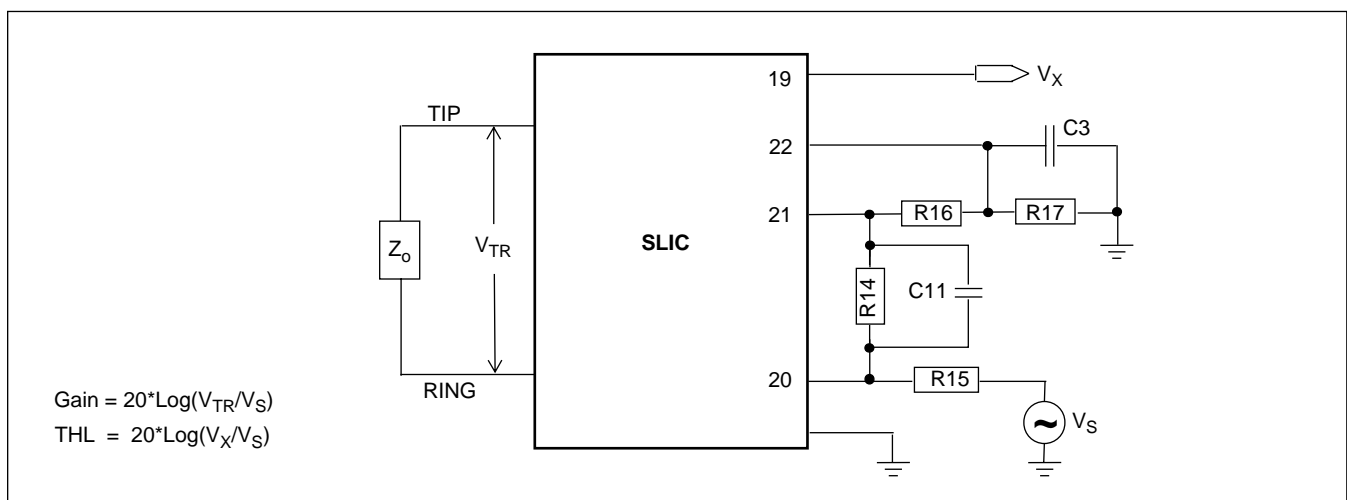 19
V_X
TIP
C3
22
21
R16
R17
SLIC
Z_o
V_TR
R14
C11
20
R15
RING
Gain = 20*Log(V_TR/V_S)
V_S
THL = 20*Log(V_X/V_S)